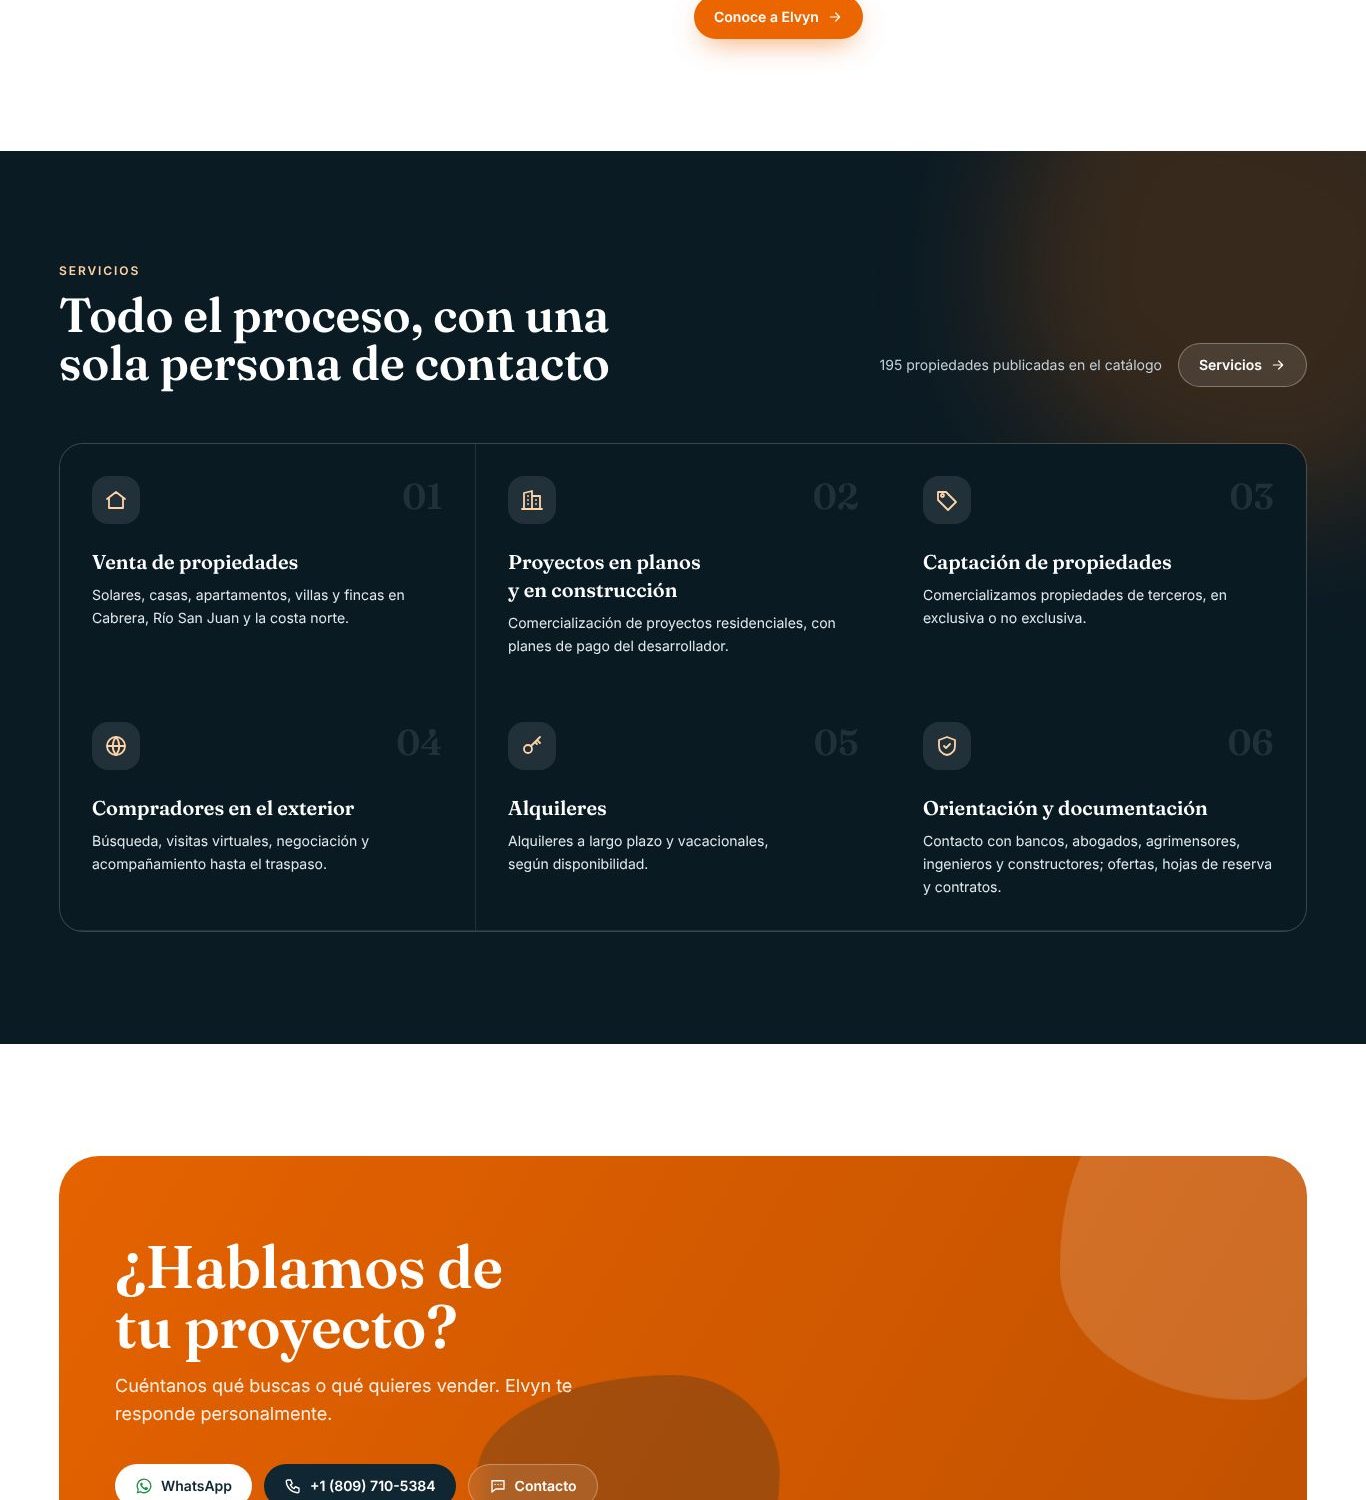 Conoce a Elvyn →
SERVICIOS
Todo el proceso, con una
sola persona de contacto
195 propiedades publicadas en el catálogo
Servicios →
01
Venta de propiedades
Solares, casas, apartamentos, villas y fincas en
Cabrera, Río San Juan y la costa norte.
02
Proyectos en planos
y en construcción
Comercialización de proyectos residenciales, con
planes de pago del desarrollador.
03
Captación de propiedades
Comercializamos propiedades de terceros, en
exclusiva o no exclusiva.
04
Compradores en el exterior
Búsqueda, visitas virtuales, negociación y
acompañamiento hasta el traspaso.
05
Alquileres
Alquileres a largo plazo y vacacionales,
según disponibilidad.
06
Orientación y documentación
Contacto con bancos, abogados, agrimensores,
ingenieros y constructores; ofertas, hojas de reserva
y contratos.
¿Hablamos de
tu proyecto?
Cuéntanos qué buscas o qué quieres vender. Elvyn te
responde personalmente.
WhatsApp
+1 (809) 710-5384
Contacto